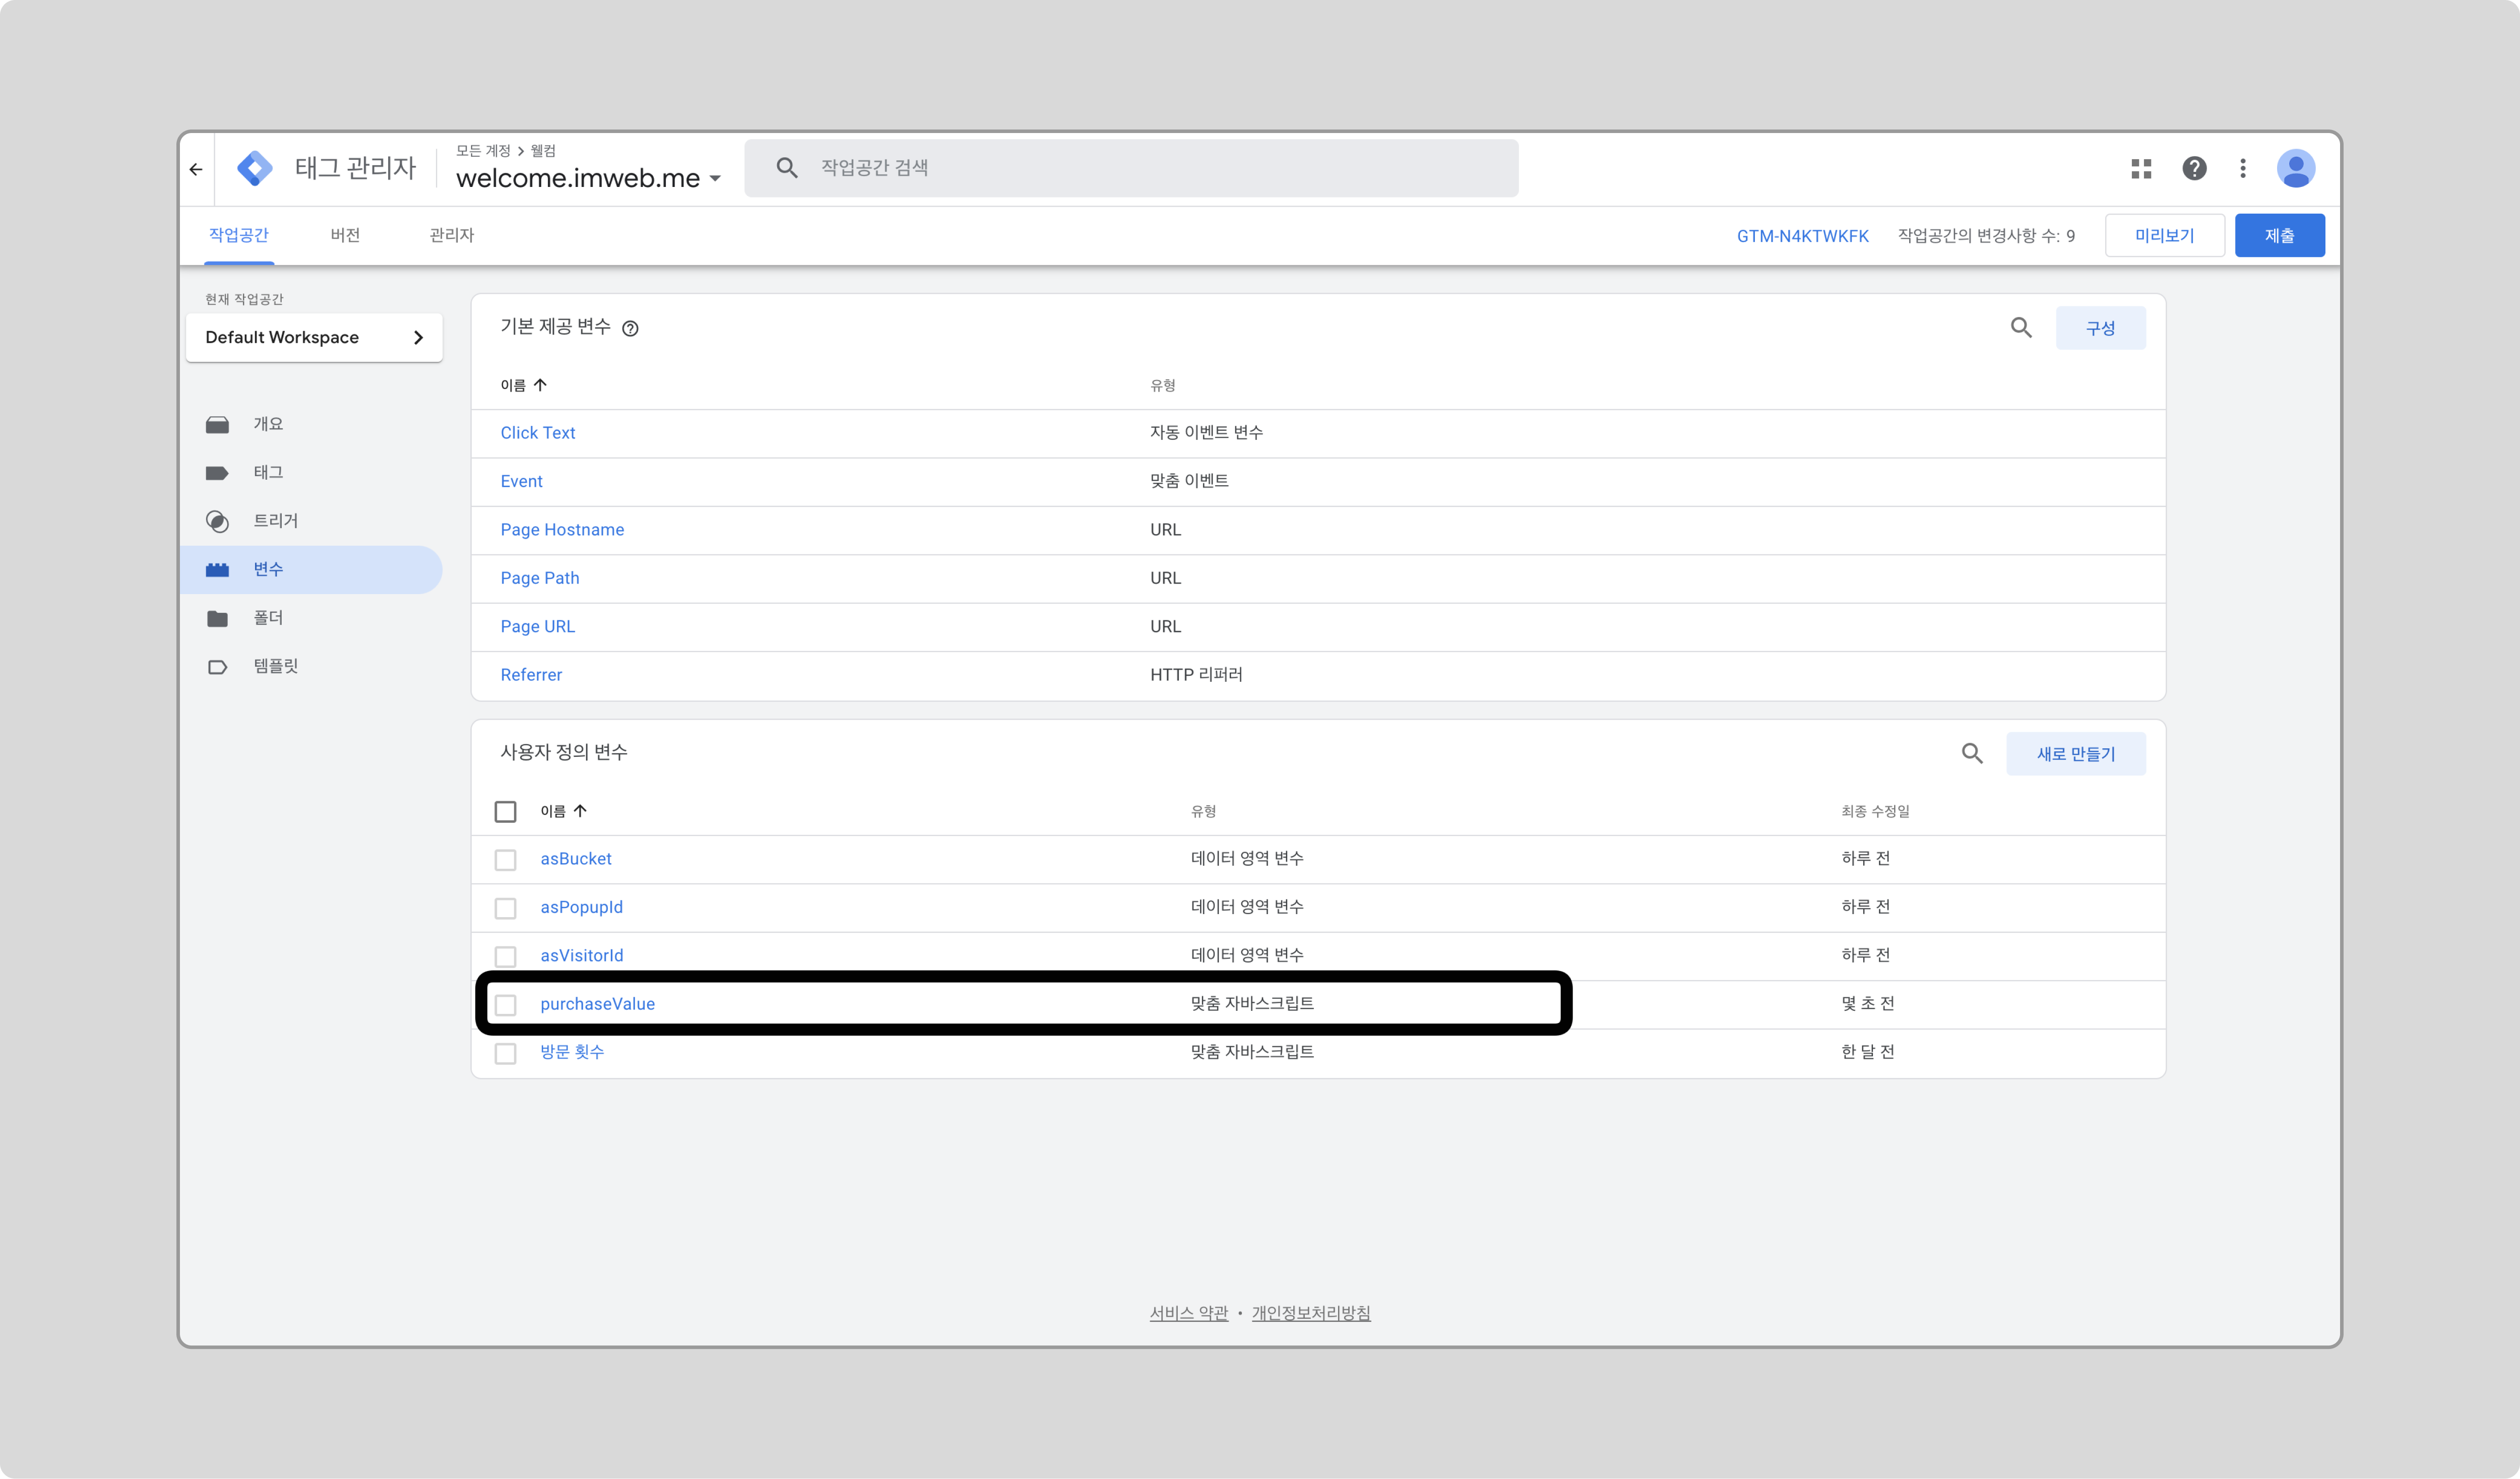 모든 계정 > 웰컴
태그 관리자
welcome.imweb.me
작업공간 검색
작업공간 버전 관리자
GTM-N4KTWKFK 작업공간의 변경사항 수: 9 미리보기 제출
현재 작업공간
Default Workspace
개요
태그
트리거
변수
폴더
템플릿
기본 제공 변수
구성
이름 유형
Click Text 자동 이벤트 변수
Event 맞춤 이벤트
Page Hostname URL
Page Path URL
Page URL URL
Referrer HTTP 리퍼러
사용자 정의 변수
새로 만들기
이름 유형 최종 수정일
asBucket 데이터 영역 변수 하루 전
asPopupId 데이터 영역 변수 하루 전
asVisitorId 데이터 영역 변수 하루 전
purchaseValue 맞춤 자바스크립트 몇 초 전
방문 횟수 맞춤 자바스크립트 한 달 전
서비스 약관 • 개인정보처리방침